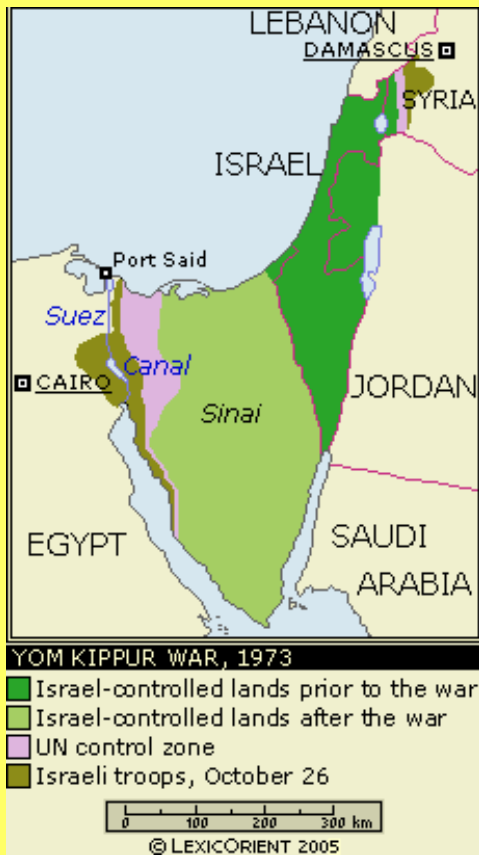 LEBANON
DAMASCUS
SYRIA
ISRAEL
Port Said
Suez
Canal
CAIRO
Sinai
JORDAN
EGYPT
SAUDI
ARABIA
YOM KIPPUR WAR, 1973
Israel-controlled lands prior to the war
Israel-controlled lands after the war
UN control zone
Israeli troops, October 26
0 100 200 300 km
© LEXICORIENT 2005